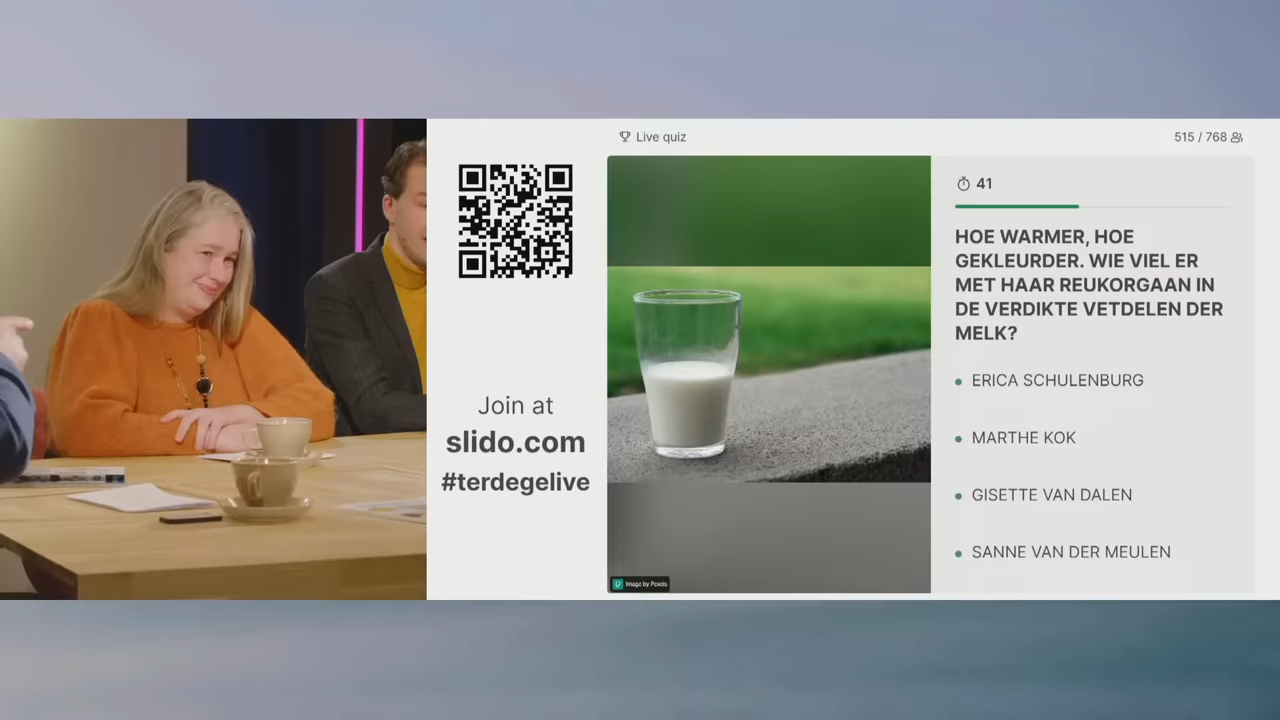 Live quiz
515 / 768
41
HOE WARMER, HOE
GEKLEURDER. WIE VIEL ER
MET HAAR REUKORGAAN IN
DE VERDIKTE VETDELEN DER
MELK?
ERICA SCHULENBURG
MARTHE KOK
GISETTE VAN DALEN
SANNE VAN DER MEULEN
Join at
slido.com
#terdegelive
Image by Pexels